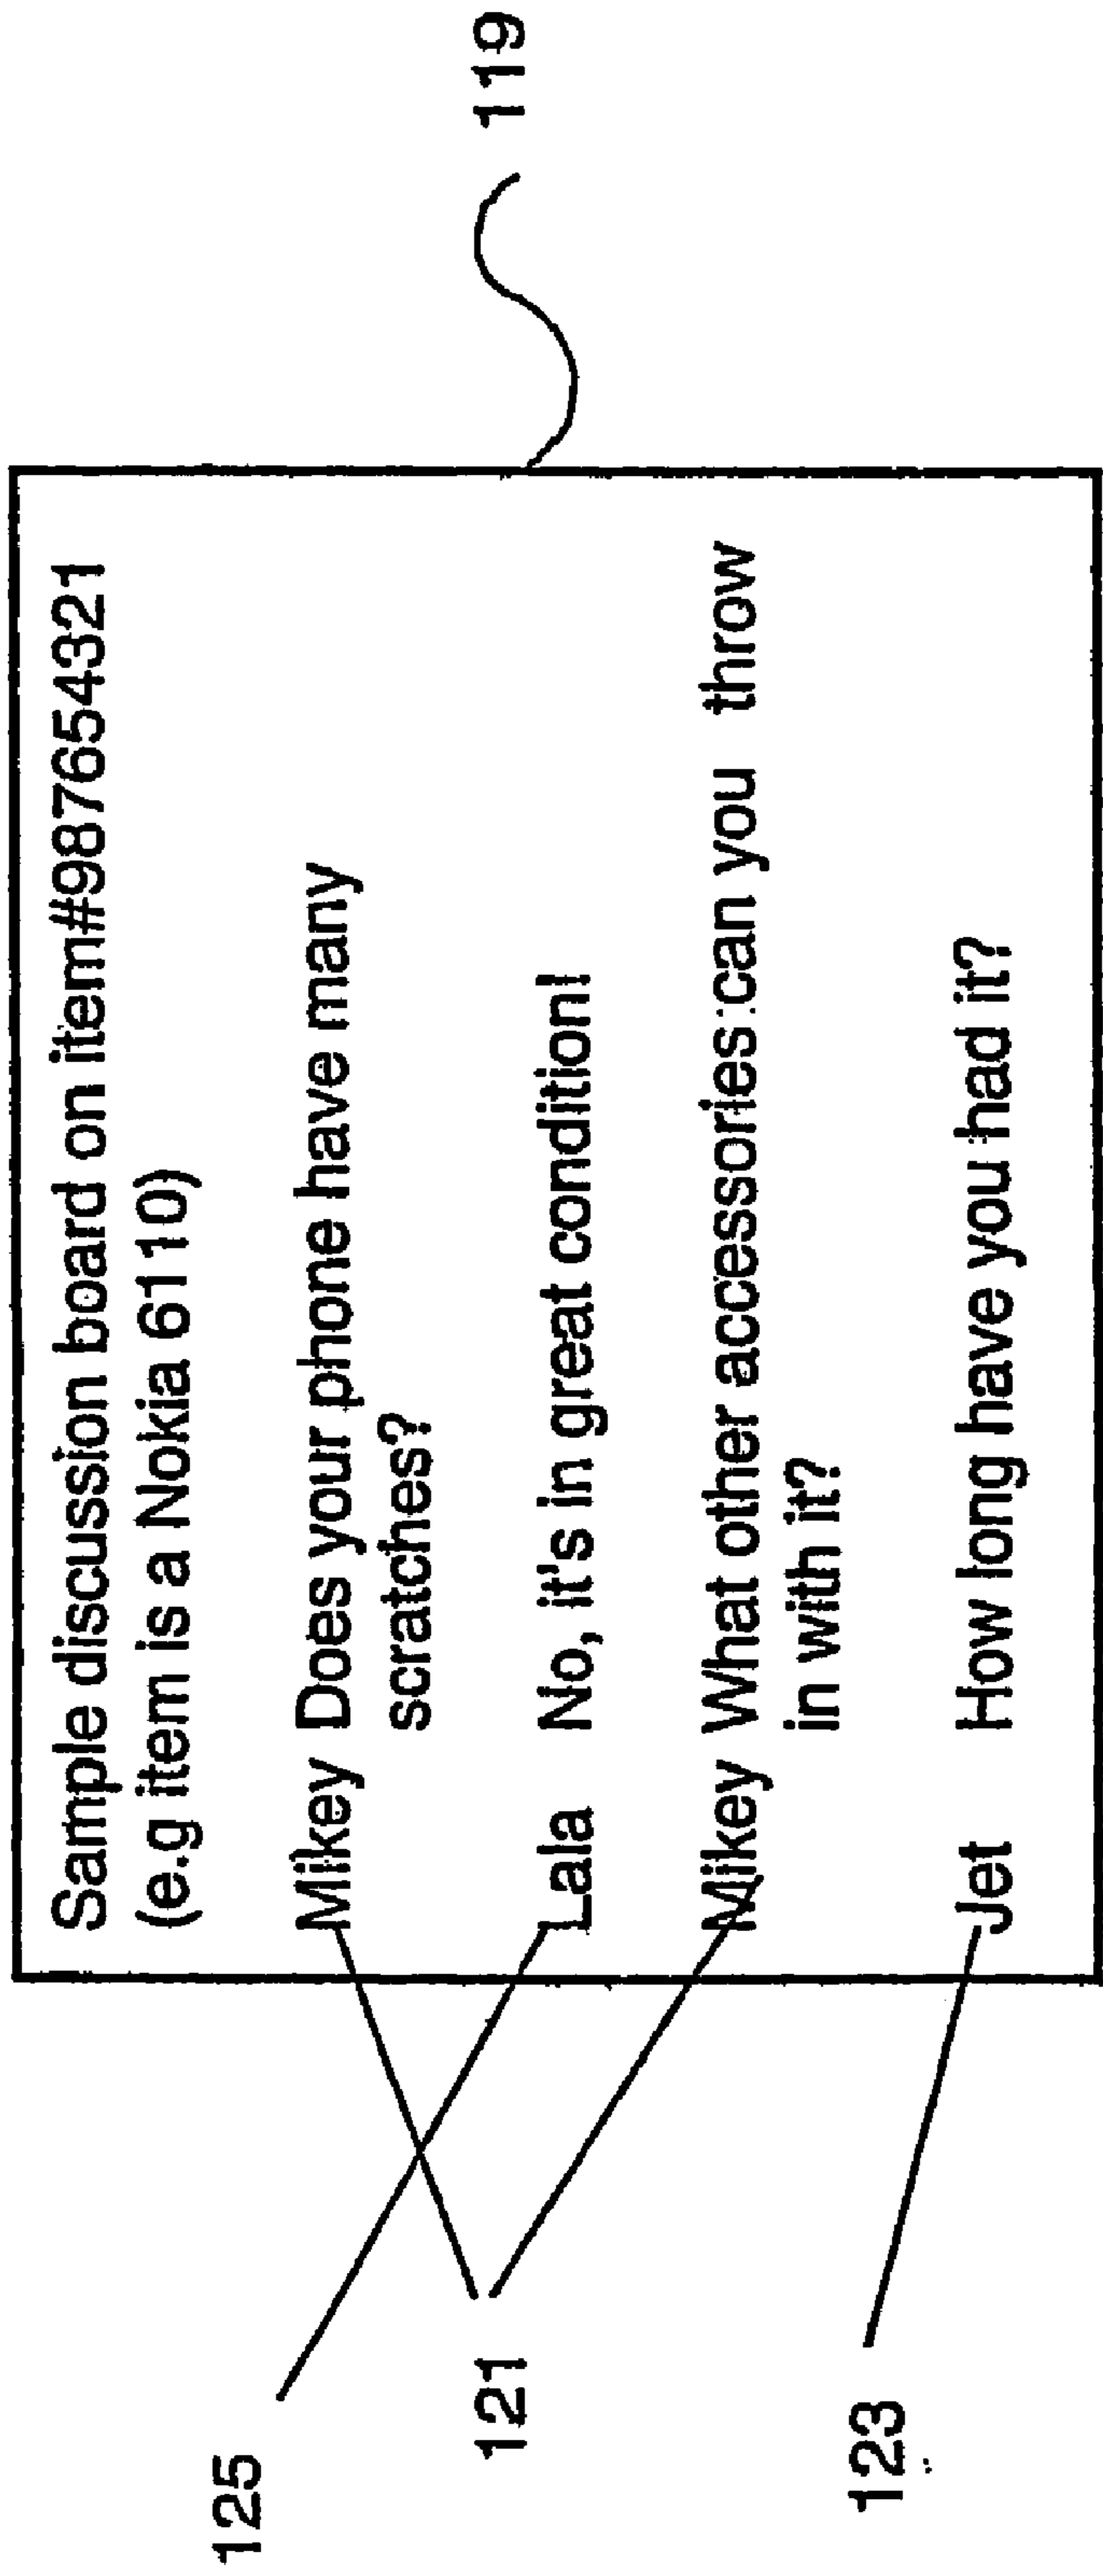 Sample discussion board on item#987654321
(e.g item is a Nokia 6110)
Mikey Does your phone have many
scratches?
Lala No, it's in great condition!
Mikey What other accessories can you throw
in with it?
Jet How long have you had it?
119
125
121
123